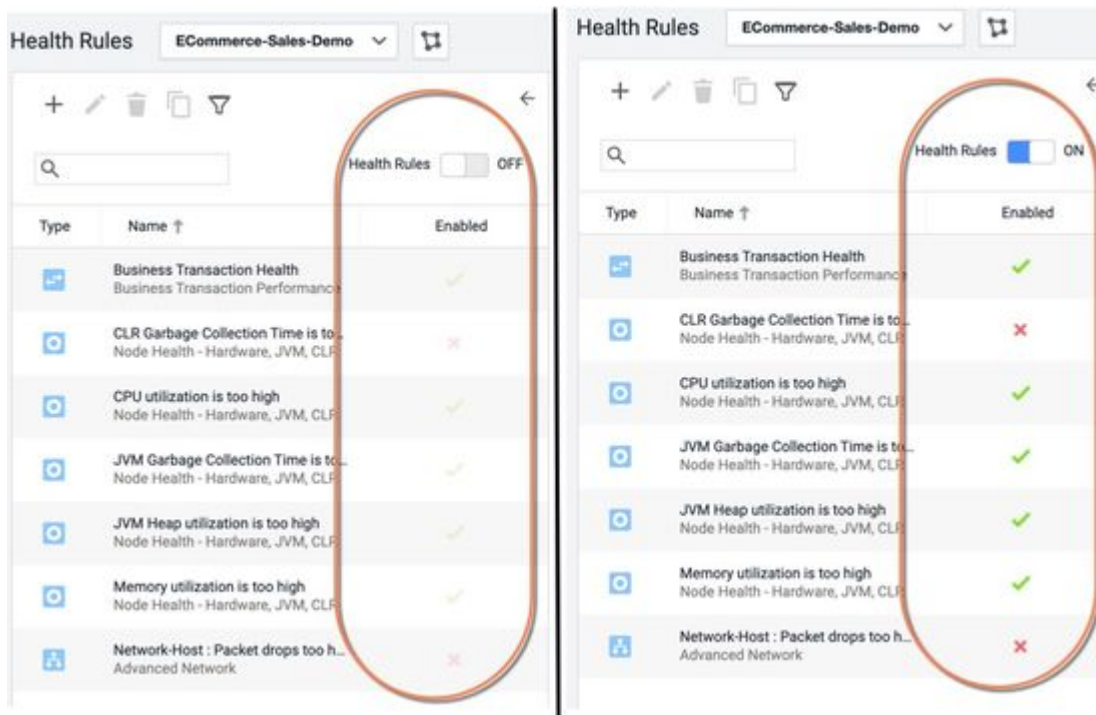 Health Rules
ECommerce-Sales-Demo
Health Rules OFF
Type Name ↑ Enabled
Business Transaction Health
Business Transaction Performance
CLR Garbage Collection Time is to...
Node Health - Hardware, JVM, CLR
CPU utilization is too high
Node Health - Hardware, JVM, CLR
JVM Garbage Collection Time is to...
Node Health - Hardware, JVM, CLR
JVM Heap utilization is too high
Node Health - Hardware, JVM, CLR
Memory utilization is too high
Node Health - Hardware, JVM, CLR
Network-Host : Packet drops too h...
Advanced Network
Health Rules
ECommerce-Sales-Demo
Health Rules ON
Type Name ↑ Enabled
Business Transaction Health
Business Transaction Performance
CLR Garbage Collection Time is to...
Node Health - Hardware, JVM, CLR
CPU utilization is too high
Node Health - Hardware, JVM, CLR
JVM Garbage Collection Time is to...
Node Health - Hardware, JVM, CLR
JVM Heap utilization is too high
Node Health - Hardware, JVM, CLR
Memory utilization is too high
Node Health - Hardware, JVM, CLR
Network-Host : Packet drops too h...
Advanced Network